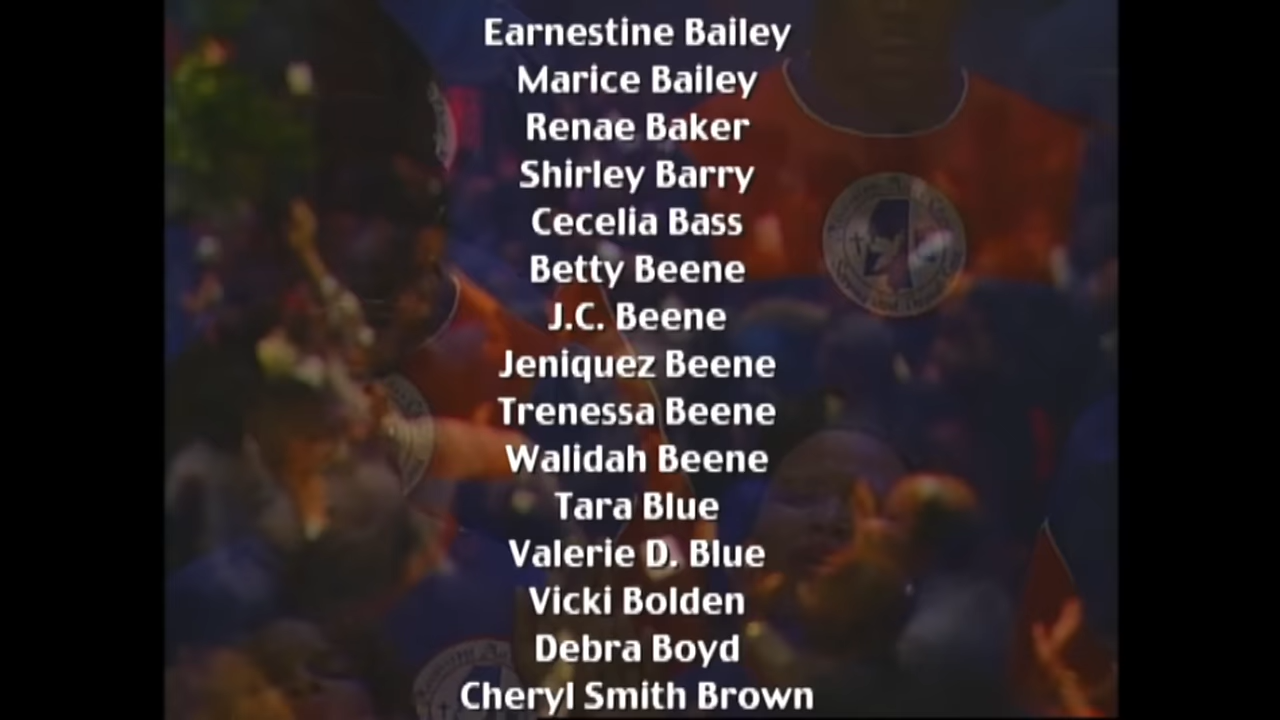 Earnestine Bailey
Marice Bailey
Renae Baker
Shirley Barry
Cecelia Bass
Betty Beene
J.C. Beene
Jeniquez Beene
Trenessa Beene
Walidah Beene
Tara Blue
Valerie D. Blue
Vicki Bolden
Debra Boyd
Cheryl Smith Brown